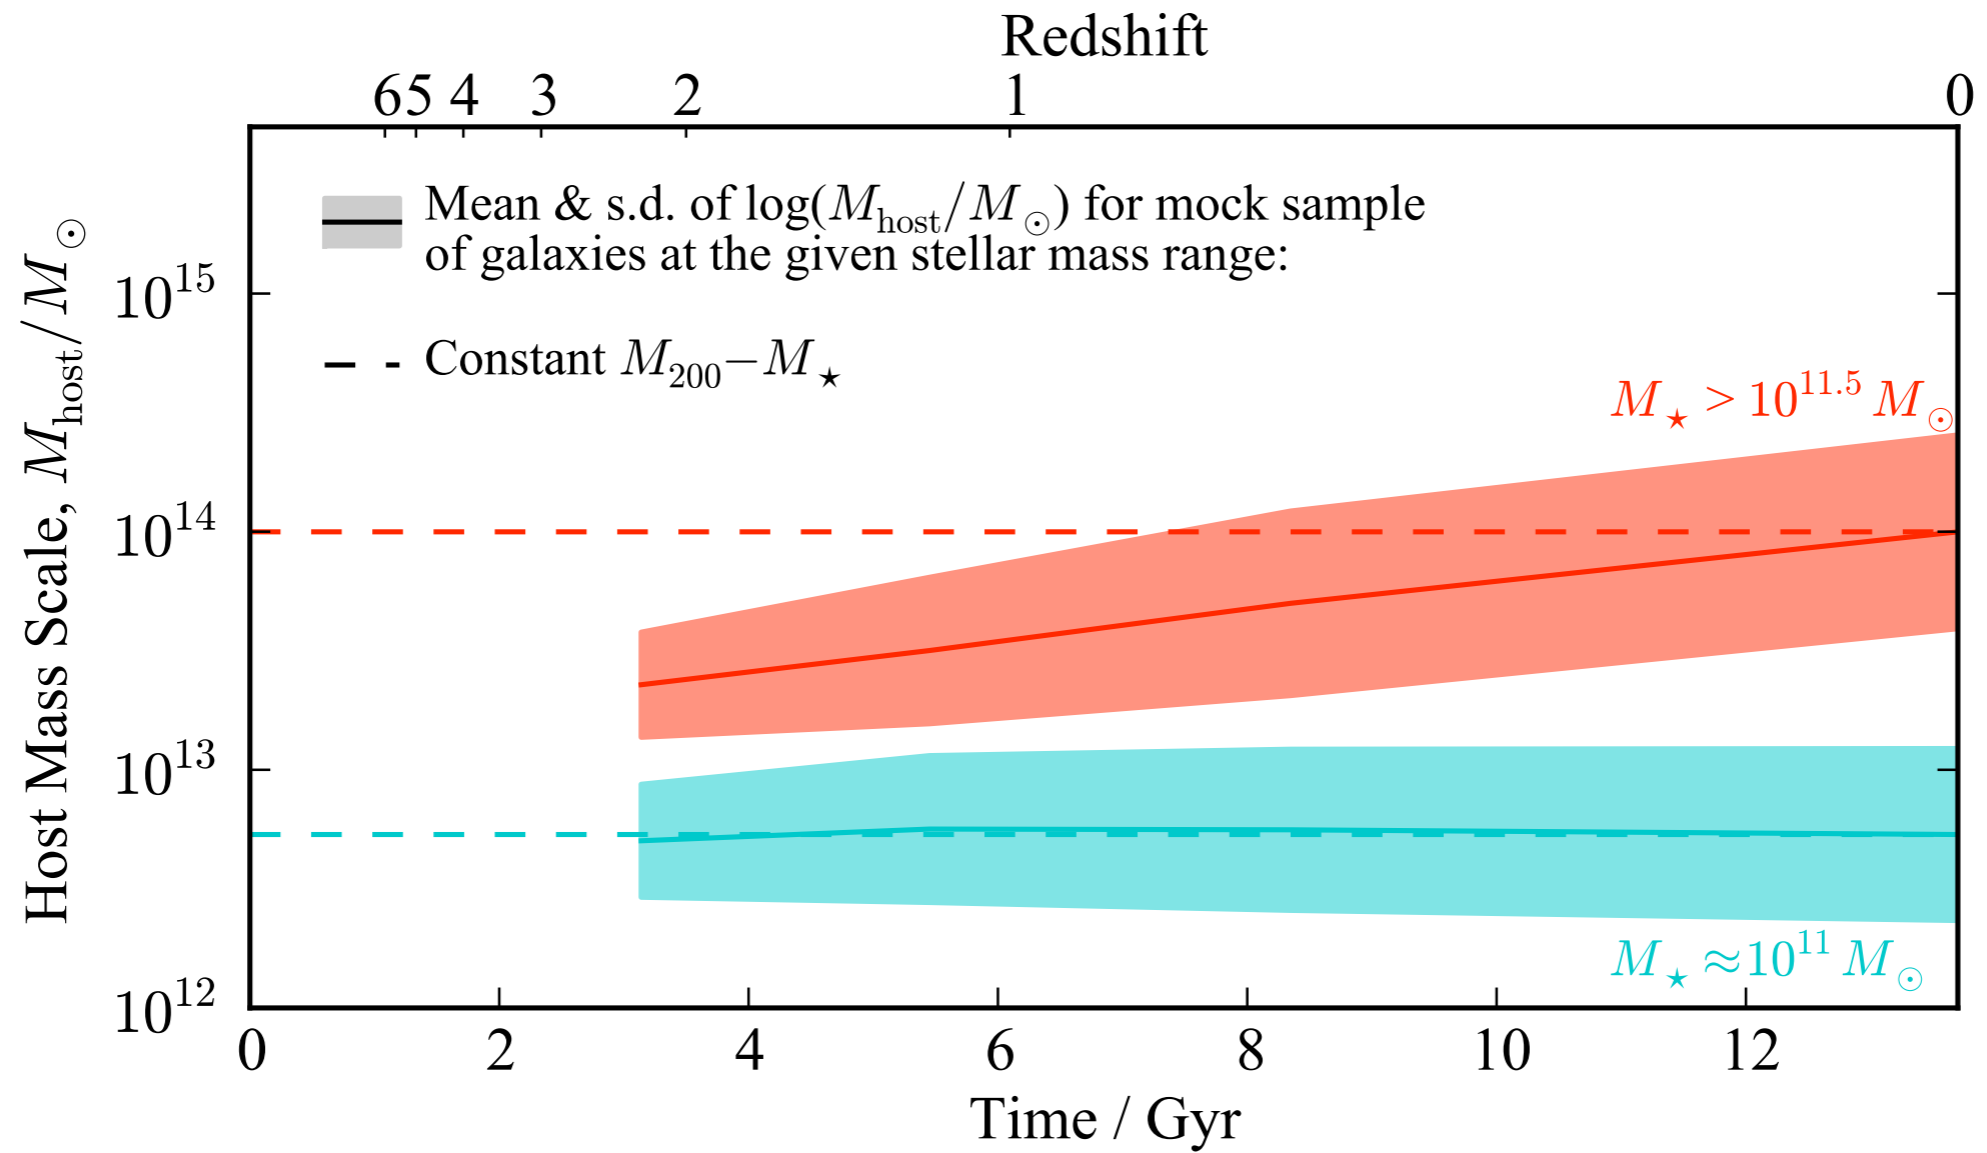 Redshift
6 5 4 3 2 1 0
Mean & s.d. of log(M_host/M_⊙) for mock sample
of galaxies at the given stellar mass range:
Constant M_200−M_⋆
M_⋆ > 10^11.5 M_⊙
M_⋆ ≈10^11 M_⊙
Host Mass Scale, M_host/M_⊙
10^15
10^14
10^13
10^12
0 2 4 6 8 10 12
Time / Gyr